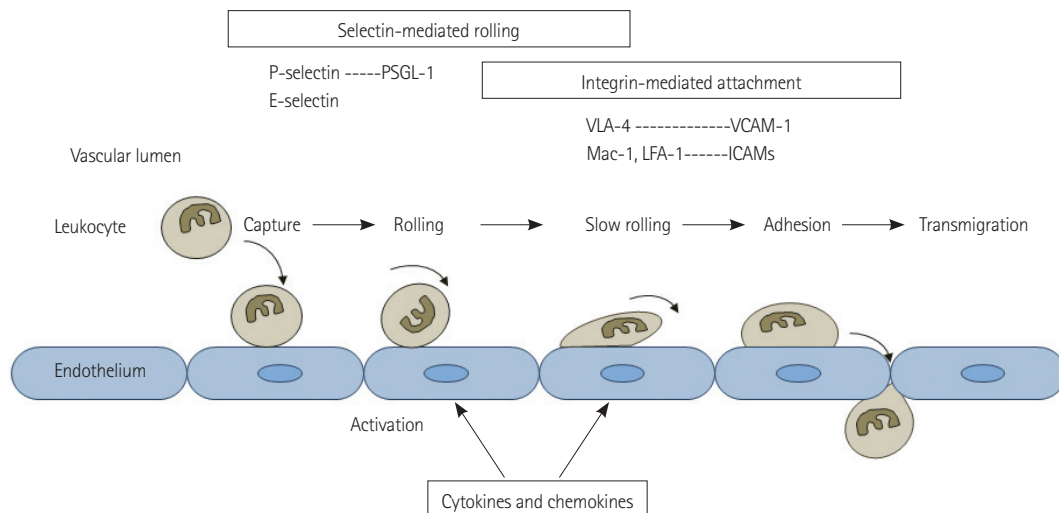 Selectin-mediated rolling
P-selectin -----PSGL-1
E-selectin
Integrin-mediated attachment
VLA-4 -------------VCAM-1
Mac-1, LFA-1------ICAMs
Vascular lumen
Leukocyte
Capture
Rolling
Slow rolling
Adhesion
Transmigration
Endothelium
Activation
Cytokines and chemokines